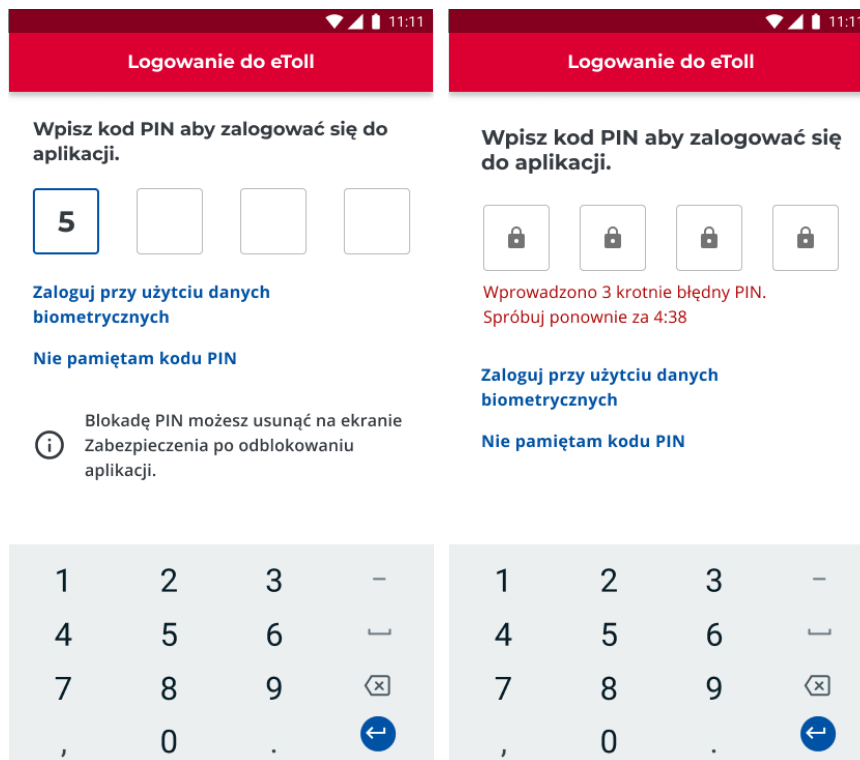 11:11
Logowanie do eToll
Wpisz kod PIN aby zalogować się do
aplikacji.
5
Zaloguj przy użytciu danych
biometrycznych
Nie pamiętam kodu PIN
Blokadę PIN możesz usunąć na ekranie
Zabezpieczenia po odblokowaniu
aplikacji.
1 2 3 –
4 5 6
7 8 9
, 0 .
11:11
Logowanie do eToll
Wpisz kod PIN aby zalogować się
do aplikacji.
Wprowadzono 3 krotnie błędny PIN.
Spróbuj ponownie za 4:38
Zaloguj przy użytciu danych
biometrycznych
Nie pamiętam kodu PIN
1 2 3 –
4 5 6
7 8 9
, 0 .